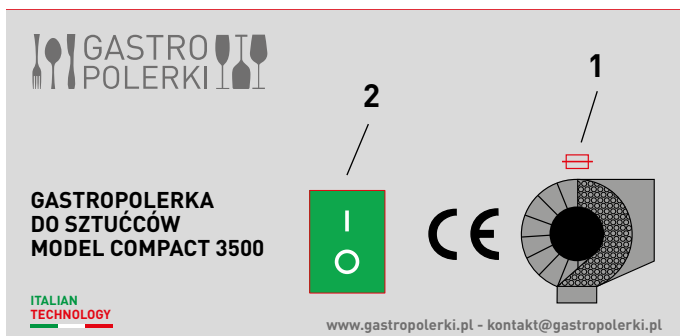 GASTRO
POLERKI
2
1
GASTROPOLERKA
DO SZTUĆCÓW
MODEL COMPACT 3500
I
O
CE
ITALIAN
TECHNOLOGY
www.gastropolerki.pl - kontakt@gastropolerki.pl